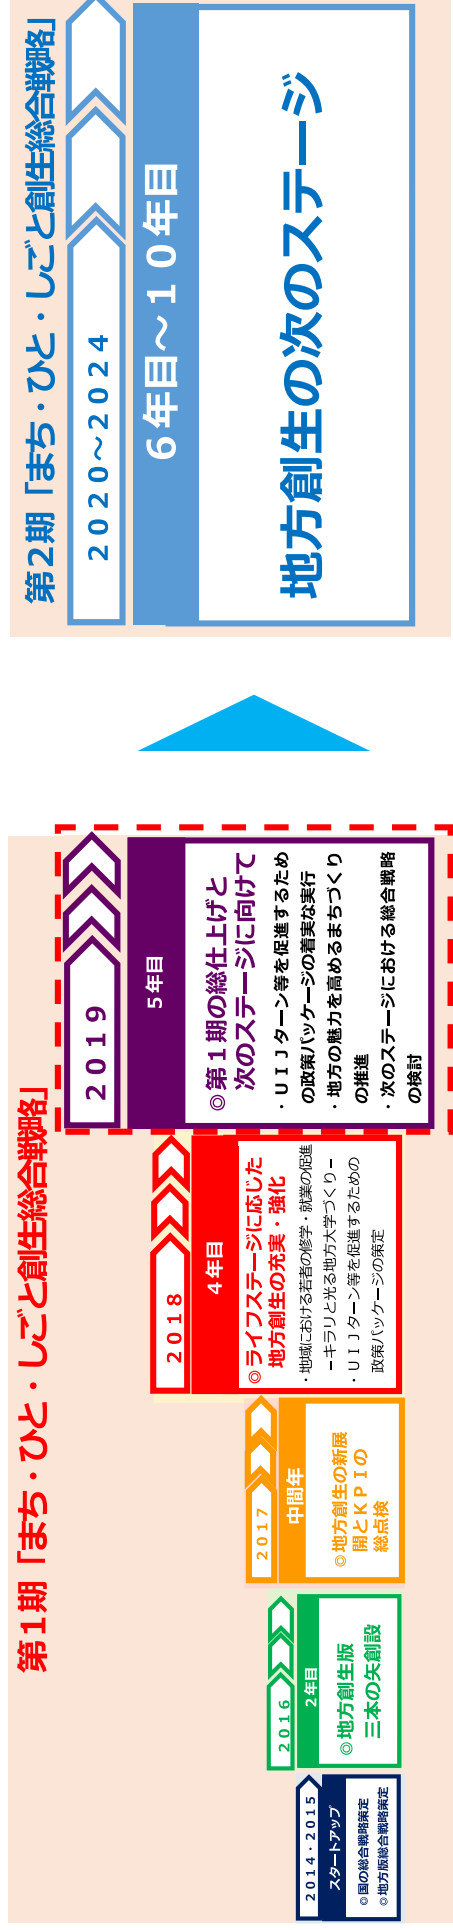 第１期「まち・ひと・しごと創生総合戦略」
２０１４・２０１５
スタートアップ
◎国の総合戦略策定
◎地方版総合戦略策定
２０１６
２年目
◎地方創生版
三本の矢創設
２０１７
中間年
◎地方創生の新展
開とＫＰＩの
総点検
２０１８
４年目
◎ライフステージに応じた
地方創生の充実・強化
・地域における若者の修学・就業の促進
－キラリと光る地方大学づくり－
・ＵＩＪターン等を促進するための
政策パッケージの策定
２０１９
５年目
◎第１期の総仕上げと
次のステージに向けて
・ＵＩＪターン等を促進するため
の政策パッケージの着実な実行
・地方の魅力を高めるまちづくり
の推進
・次のステージにおける総合戦略
の検討
第２期「まち・ひと・しごと創生総合戦略」
２０２０～２０２４
６年目～１０年目
地方創生の次のステージ